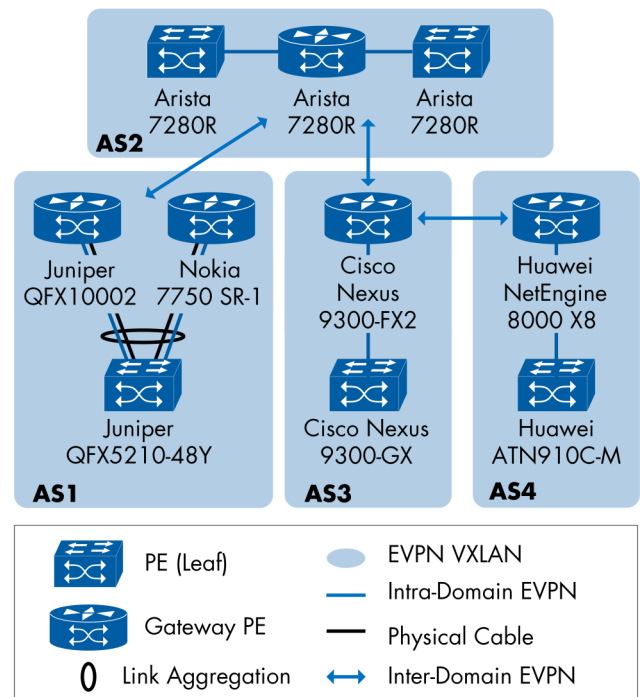 Arista
7280R
Arista
7280R
Arista
7280R
AS2
Juniper
QFX10002
Nokia
7750 SR-1
Juniper
QFX5210-48Y
AS1
Cisco
Nexus
9300-FX2
Cisco Nexus
9300-GX
AS3
Huawei
NetEngine
8000 X8
Huawei
ATN910C-M
AS4
PE (Leaf)
Gateway PE
Link Aggregation
EVPN VXLAN
Intra-Domain EVPN
Physical Cable
Inter-Domain EVPN